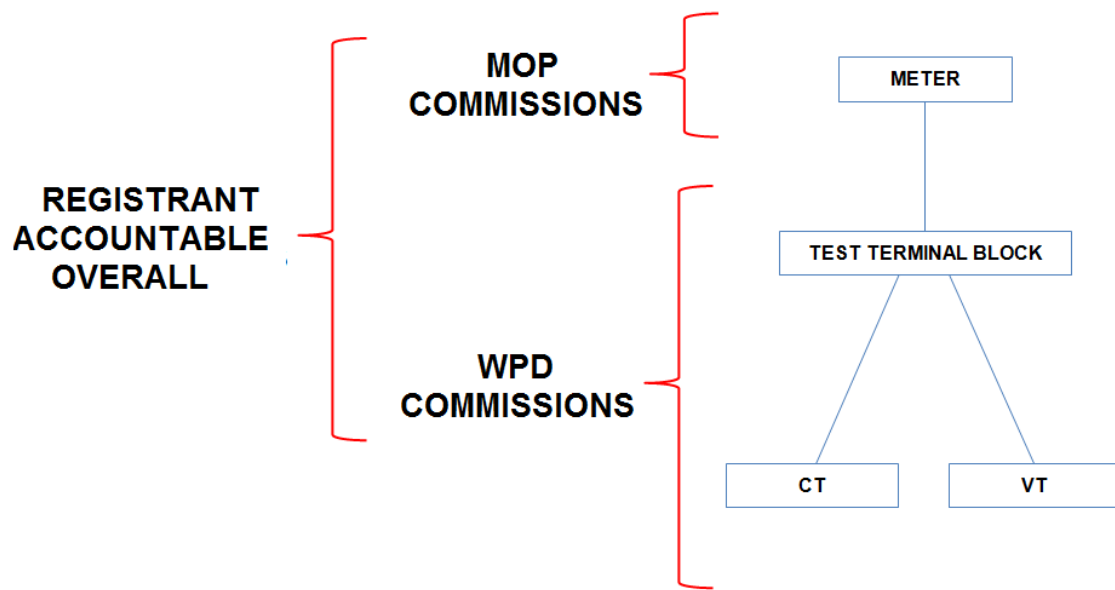 REGISTRANT
ACCOUNTABLE
OVERALL
MOP
COMMISSIONS
WPD
COMMISSIONS
METER
TEST TERMINAL BLOCK
CT
VT